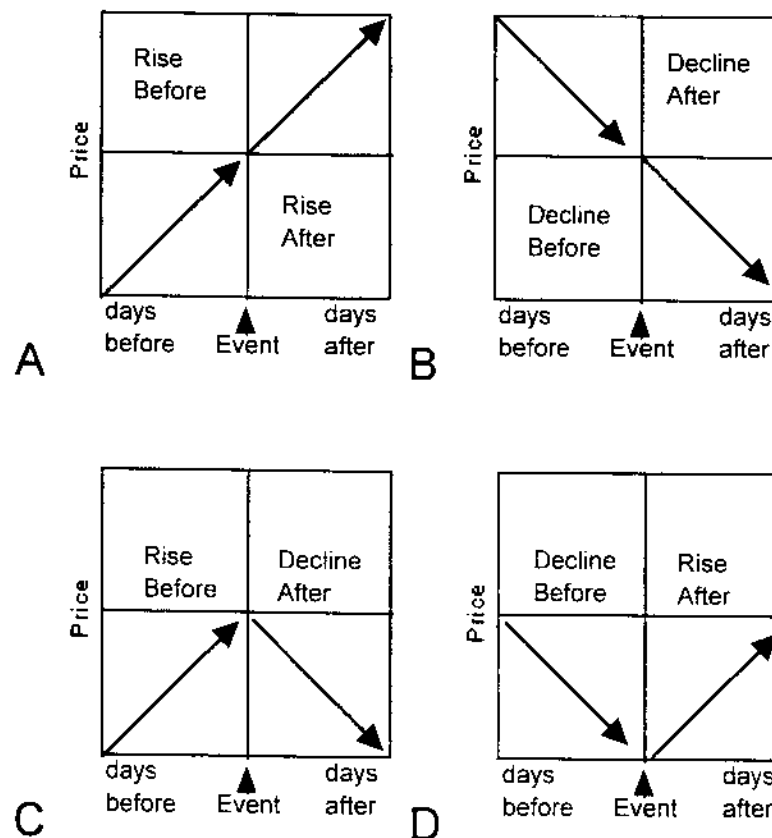 Rise
Before
Rise
After
Price
days
before
Event
days
after
A
Decline
After
Decline
Before
Price
days
before
Event
days
after
B
Rise
Before
Decline
After
Price
days
before
Event
days
after
C
Decline
Before
Rise
After
Price
days
before
Event
days
after
D